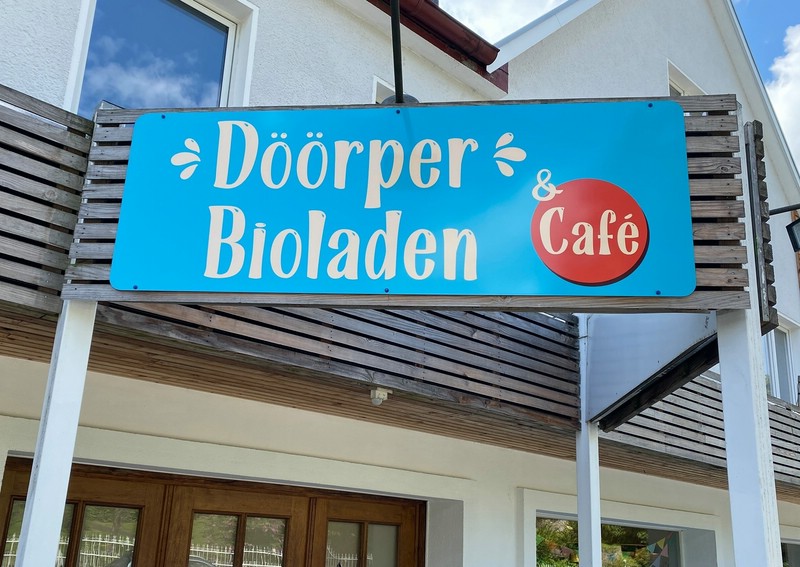 Döörper
Bioladen
&
Café